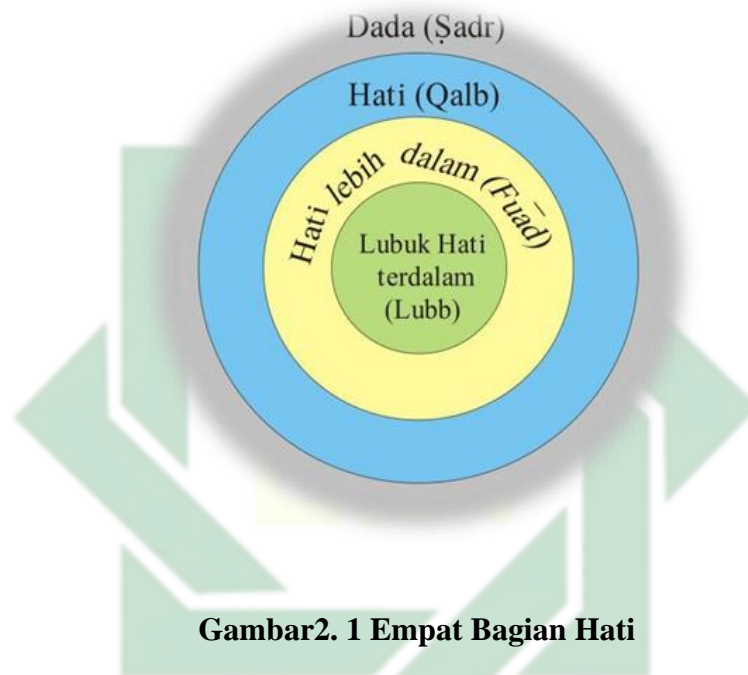 Dada (Ṣadr)
Hati (Qalb)
Hati lebih dalam (Fuād)
Lubuk Hati
terdalam
(Lubb)
Gambar2. 1 Empat Bagian Hati